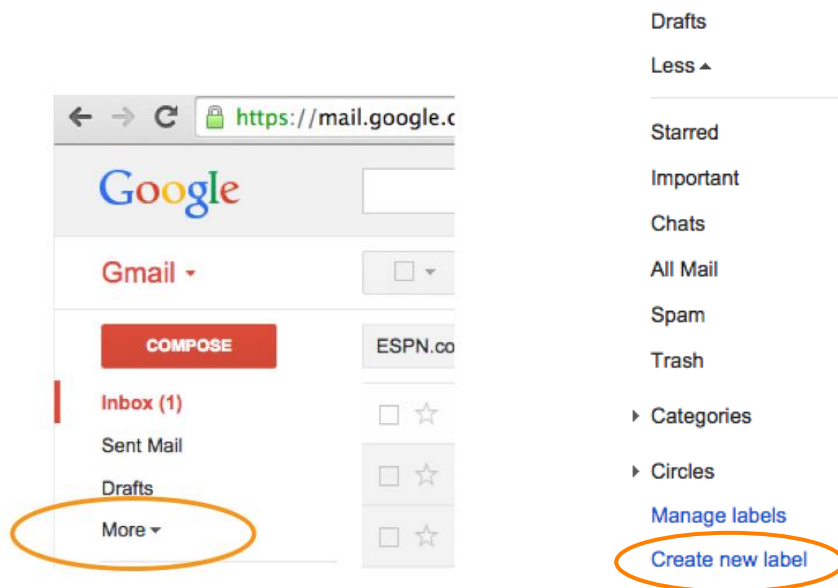 https://mail.google.c
Google
Gmail
COMPOSE
ESPN.co
Inbox (1)
Sent Mail
Drafts
More
Drafts
Less
Starred
Important
Chats
All Mail
Spam
Trash
Categories
Circles
Manage labels
Create new label